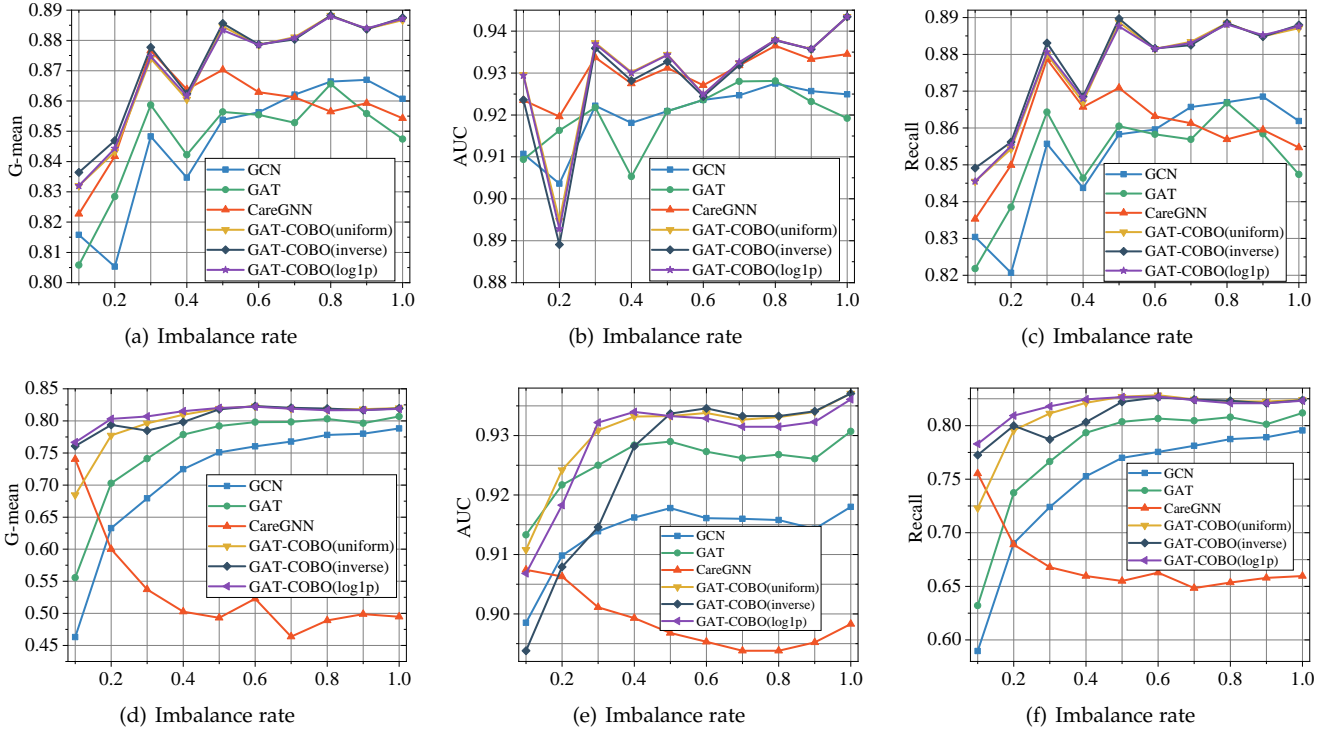 G-mean
0.89
0.88
0.87
0.86
0.85
0.84
0.83
0.82
0.81
0.80
0.2 0.4 0.6 0.8 1.0
GCN
GAT
CareGNN
GAT-COBO(uniform)
GAT-COBO(inverse)
GAT-COBO(log1p)
(a) Imbalance rate
AUC
0.94
0.93
0.92
0.91
0.90
0.89
0.88
0.2 0.4 0.6 0.8 1.0
GCN
GAT
CareGNN
GAT-COBO(uniform)
GAT-COBO(inverse)
GAT-COBO(log1p)
(b) Imbalance rate
Recall
0.89
0.88
0.87
0.86
0.85
0.84
0.83
0.82
0.2 0.4 0.6 0.8 1.0
GCN
GAT
CareGNN
GAT-COBO(uniform)
GAT-COBO(inverse)
GAT-COBO(log1p)
(c) Imbalance rate
G-mean
0.85
0.80
0.75
0.70
0.65
0.60
0.55
0.50
0.45
0.2 0.4 0.6 0.8 1.0
GCN
GAT
CareGNN
GAT-COBO(uniform)
GAT-COBO(inverse)
GAT-COBO(log1p)
(d) Imbalance rate
AUC
0.93
0.92
0.91
0.90
0.2 0.4 0.6 0.8 1.0
GCN
GAT
CareGNN
GAT-COBO(uniform)
GAT-COBO(inverse)
GAT-COBO(log1p)
(e) Imbalance rate
Recall
0.80
0.75
0.70
0.65
0.60
0.2 0.4 0.6 0.8 1.0
GCN
GAT
CareGNN
GAT-COBO(uniform)
GAT-COBO(inverse)
GAT-COBO(log1p)
(f) Imbalance rate